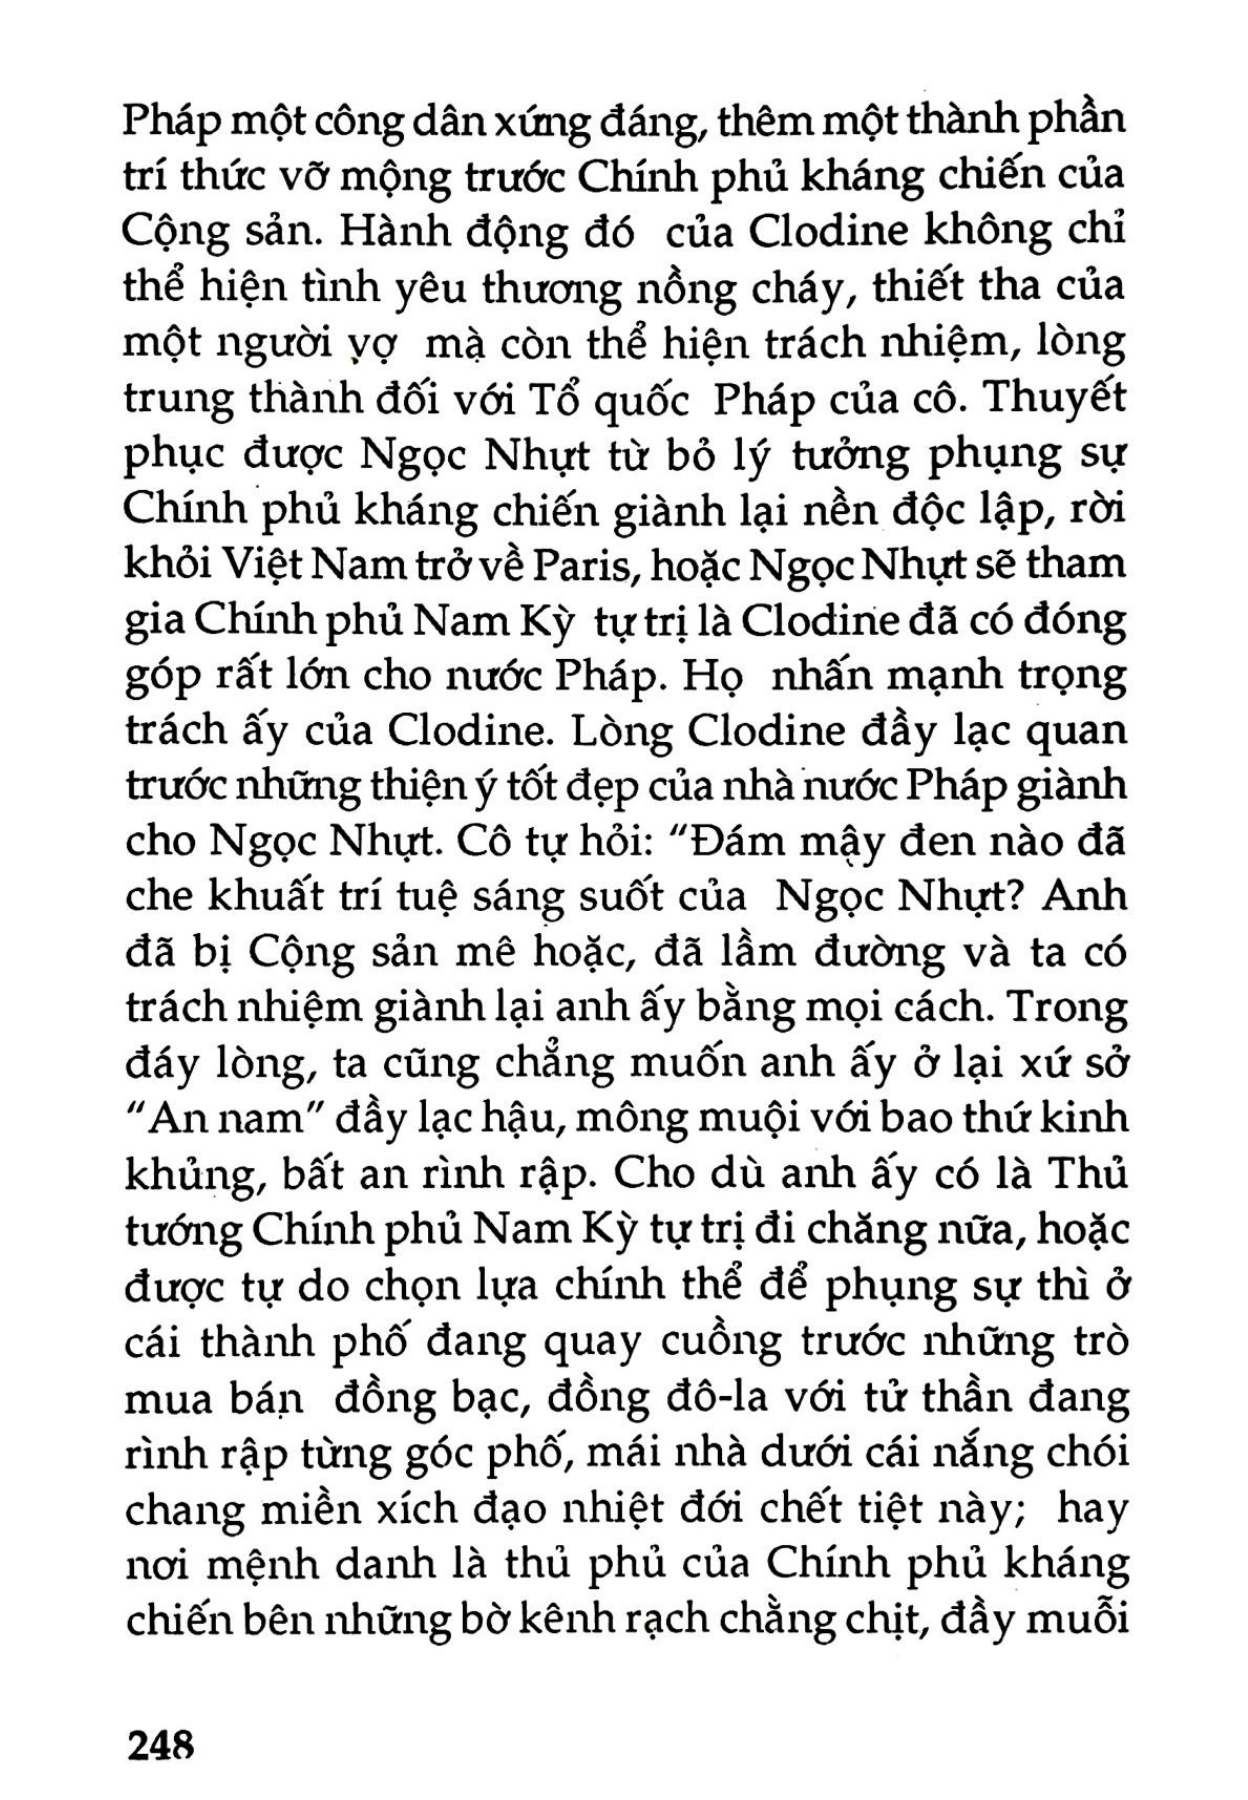 Pháp một công dân xứng đáng, thêm một thành phần
trí thức vỡ mộng trước Chính phủ kháng chiến của
Cộng sản. Hành động đó của Clodine không chỉ
thể hiện tình yêu thương nồng cháy, thiết tha của
một người vợ mà còn thể hiện trách nhiệm, lòng
trung thành đối với Tổ quốc Pháp của cô. Thuyết
phục được Ngọc Nhựt từ bỏ lý tưởng phụng sự
Chính phủ kháng chiến giành lại nền độc lập, rời
khỏi Việt Nam trở về Paris, hoặc Ngọc Nhựt sẽ tham
gia Chính phủ Nam Kỳ tự trị là Clodine đã có đóng
góp rất lớn cho nước Pháp. Họ nhấn mạnh trọng
trách ấy của Clodine. Lòng Clodine đầy lạc quan
trước những thiện ý tốt đẹp của nhà nước Pháp giành
cho Ngọc Nhựt. Cô tự hỏi: "Đám mây đen nào đã
che khuất trí tuệ sáng suốt của Ngọc Nhựt? Anh
đã bị Cộng sản mê hoặc, đã lầm đường và ta có
trách nhiệm giành lại anh ấy bằng mọi cách. Trong
đáy lòng, ta cũng chẳng muốn anh ấy ở lại xứ sở
"An nam" đầy lạc hậu, mông muội với bao thứ kinh
khủng, bất an rình rập. Cho dù anh ấy có là Thủ
tướng Chính phủ Nam Kỳ tự trị đi chăng nữa, hoặc
được tự do chọn lựa chính thể để phụng sự thì ở
cái thành phố đang quay cuồng trước những trò
mua bán đồng bạc, đồng đô-la với tử thần đang
rình rập từng góc phố, mái nhà dưới cái nắng chói
chang miền xích đạo nhiệt đới chết tiệt này; hay
nơi mệnh danh là thủ phủ của Chính phủ kháng
chiến bên những bờ kênh rạch chằng chịt, đầy muỗi
248